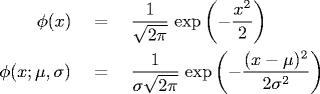 ϕ(x) = 1/√(2π) exp(−x²/2)
ϕ(x; μ, σ) = 1/(σ√(2π)) exp(−(x − μ)²/(2σ²))